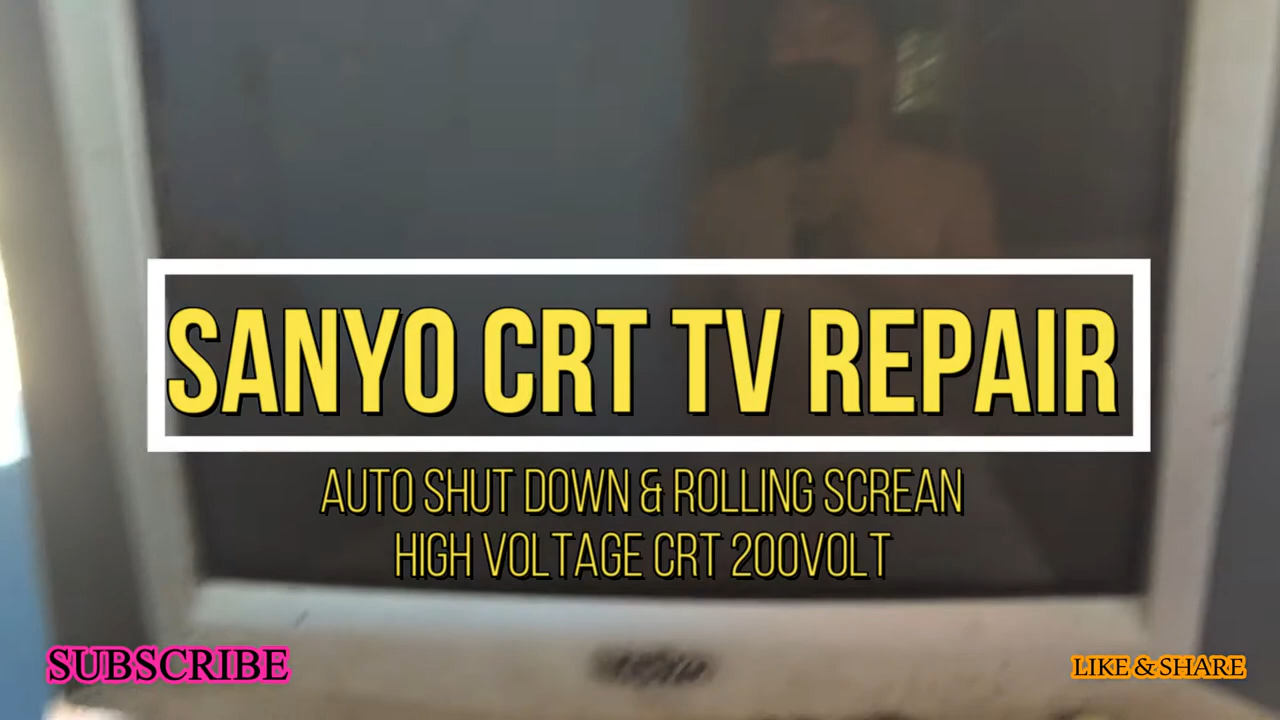 SANYO CRT TV REPAIR
AUTO SHUT DOWN & ROLLING SCREAN
HIGH VOLTAGE CRT 200VOLT
SUBSCRIBE
LIKE & SHARE